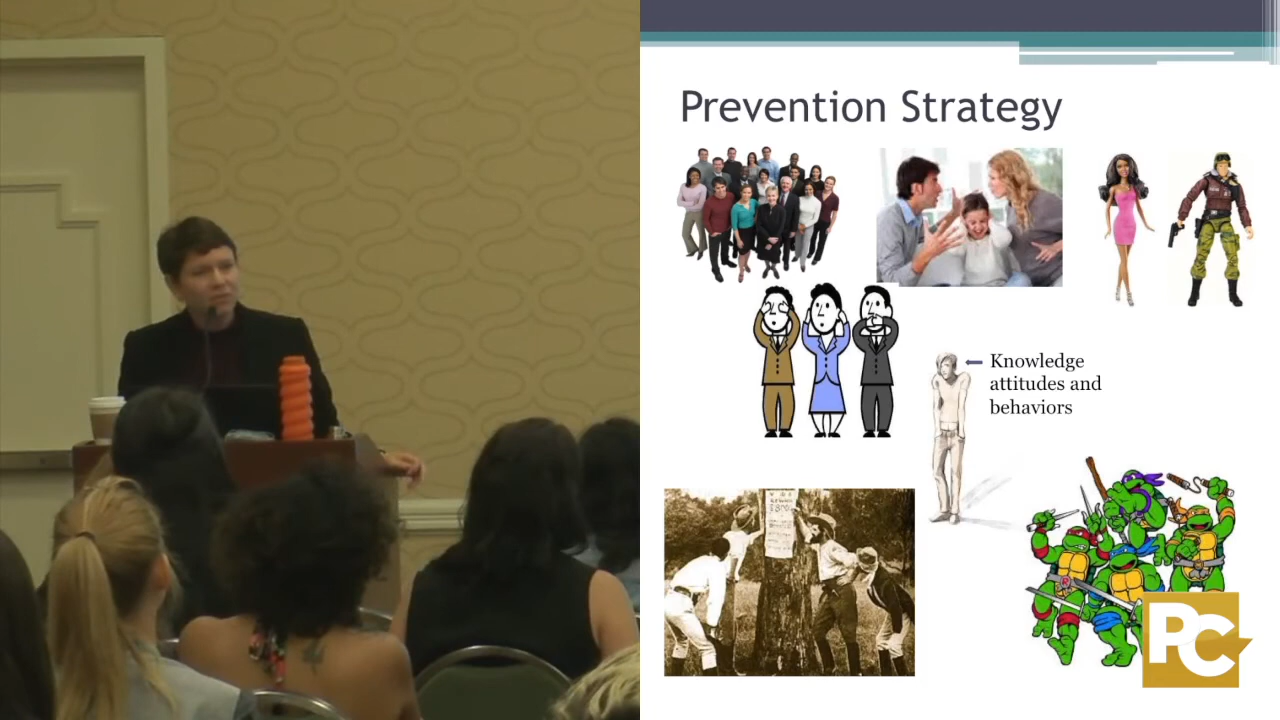 Prevention Strategy
Knowledge
attitudes and
behaviors
PC